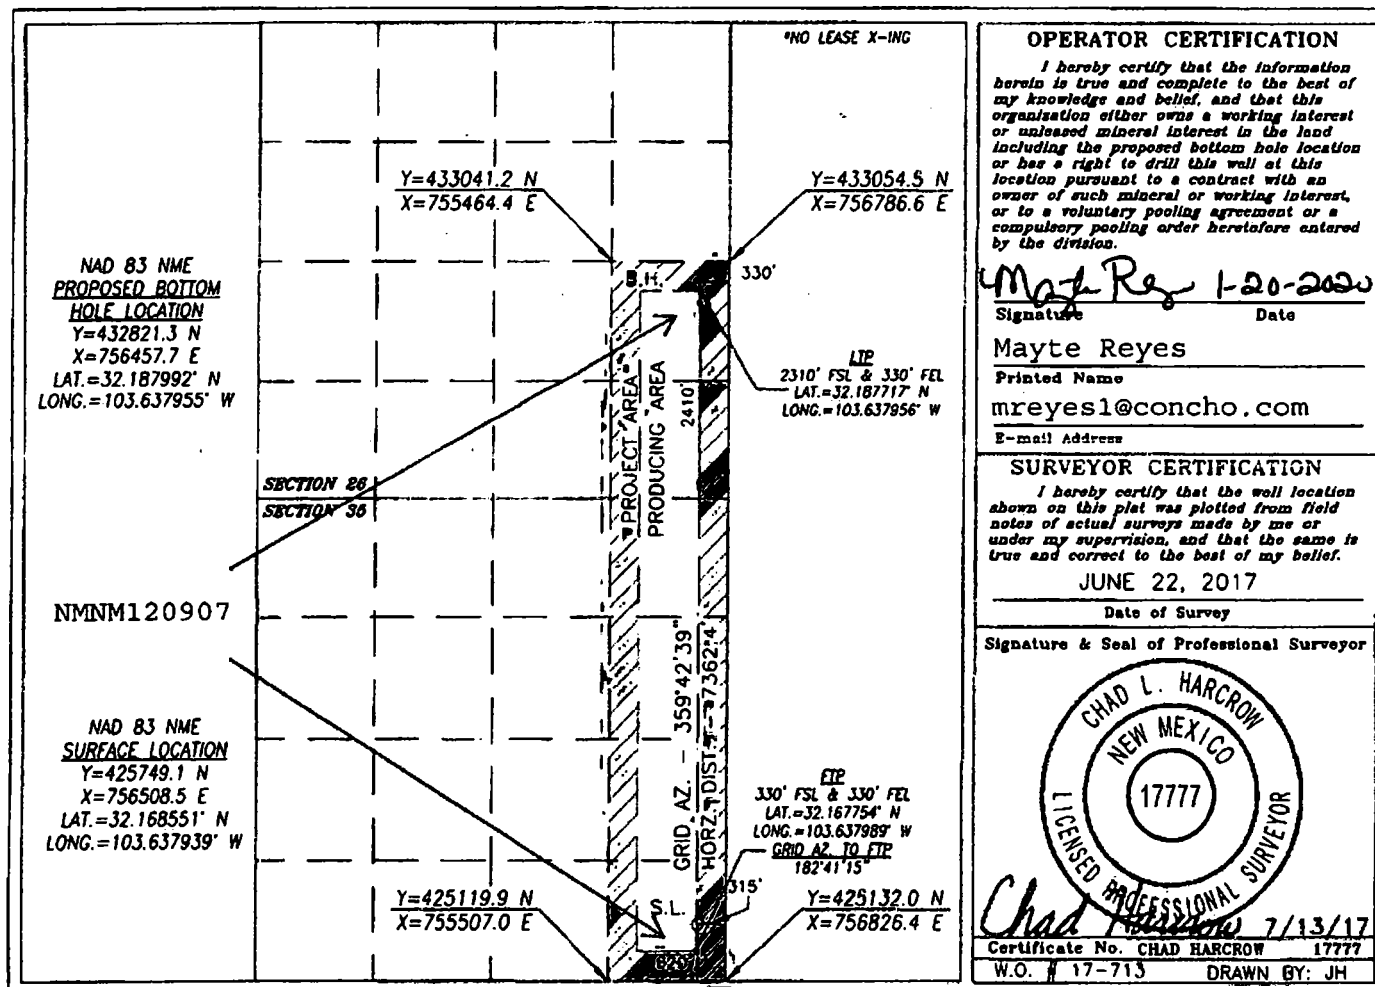 *NO LEASE X-ING
Y=433041.2 N
X=755464.4 E
Y=433054.5 N
X=756786.6 E
NAD 83 NME
PROPOSED BOTTOM
HOLE LOCATION
Y=432821.3 N
X=756457.7 E
LAT.=32.187992° N
LONG.=103.637955° W
B.H.
330'
LTP
2310' FSL & 330' FEL
LAT.=32.187717° N
LONG.=103.637956° W
"PROJECT AREA"
PRODUCING AREA
2410'
SECTION 26
SECTION 35
NMNM120907
GRID AZ. - 359°42'39"
HORZ. DIST. - 7362.4'
NAD 83 NME
SURFACE LOCATION
Y=425749.1 N
X=756508.5 E
LAT.=32.168551° N
LONG.=103.637939° W
FTP
330' FSL & 330' FEL
LAT.=32.167754° N
LONG.=103.637989° W
GRID AZ. TO FTP
182°41'15"
315'
S.L.
620'
Y=425119.9 N
X=755507.0 E
Y=425132.0 N
X=756826.4 E
OPERATOR CERTIFICATION
I hereby certify that the information
herein is true and complete to the best of
my knowledge and belief, and that this
organization either owns a working interest
or unleased mineral interest in the land
including the proposed bottom hole location
or has a right to drill this well at this
location pursuant to a contract with an
owner of such mineral or working interest,
or to a voluntary pooling agreement or a
compulsory pooling order heretofore entered
by the division.
Mayte Reyes 1-20-2020
Signature Date
Mayte Reyes
Printed Name
mreyes1@concho.com
E-mail Address
SURVEYOR CERTIFICATION
I hereby certify that the well location
shown on this plat was plotted from field
notes of actual surveys made by me or
under my supervision, and that the same is
true and correct to the best of my belief.
JUNE 22, 2017
Date of Survey
Signature & Seal of Professional Surveyor
CHAD L. HARCROW
NEW MEXICO
17777
LICENSED PROFESSIONAL SURVEYOR
Chad Harcrow 7/13/17
Certificate No. CHAD HARCROW 17777
W.O. # 17-713 DRAWN BY: JH